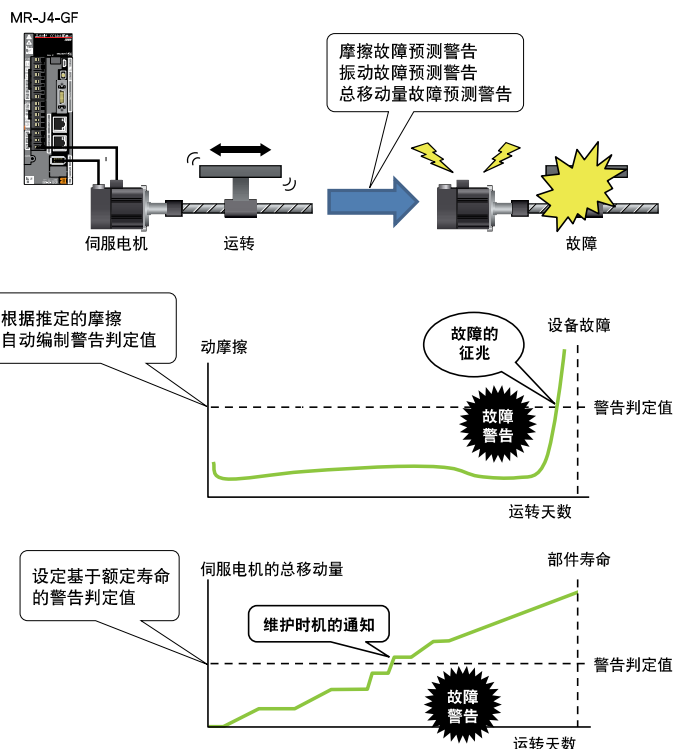 MR-J4-GF
摩擦故障预测警告
振动故障预测警告
总移动量故障预测警告
伺服电机
运转
故障
根据推定的摩擦
自动编制警告判定值
动摩擦
故障的
征兆
设备故障
警告判定值
故障
警告
运转天数
设定基于额定寿命
的警告判定值
伺服电机的总移动量
部件寿命
维护时机的通知
警告判定值
故障
警告
运转天数